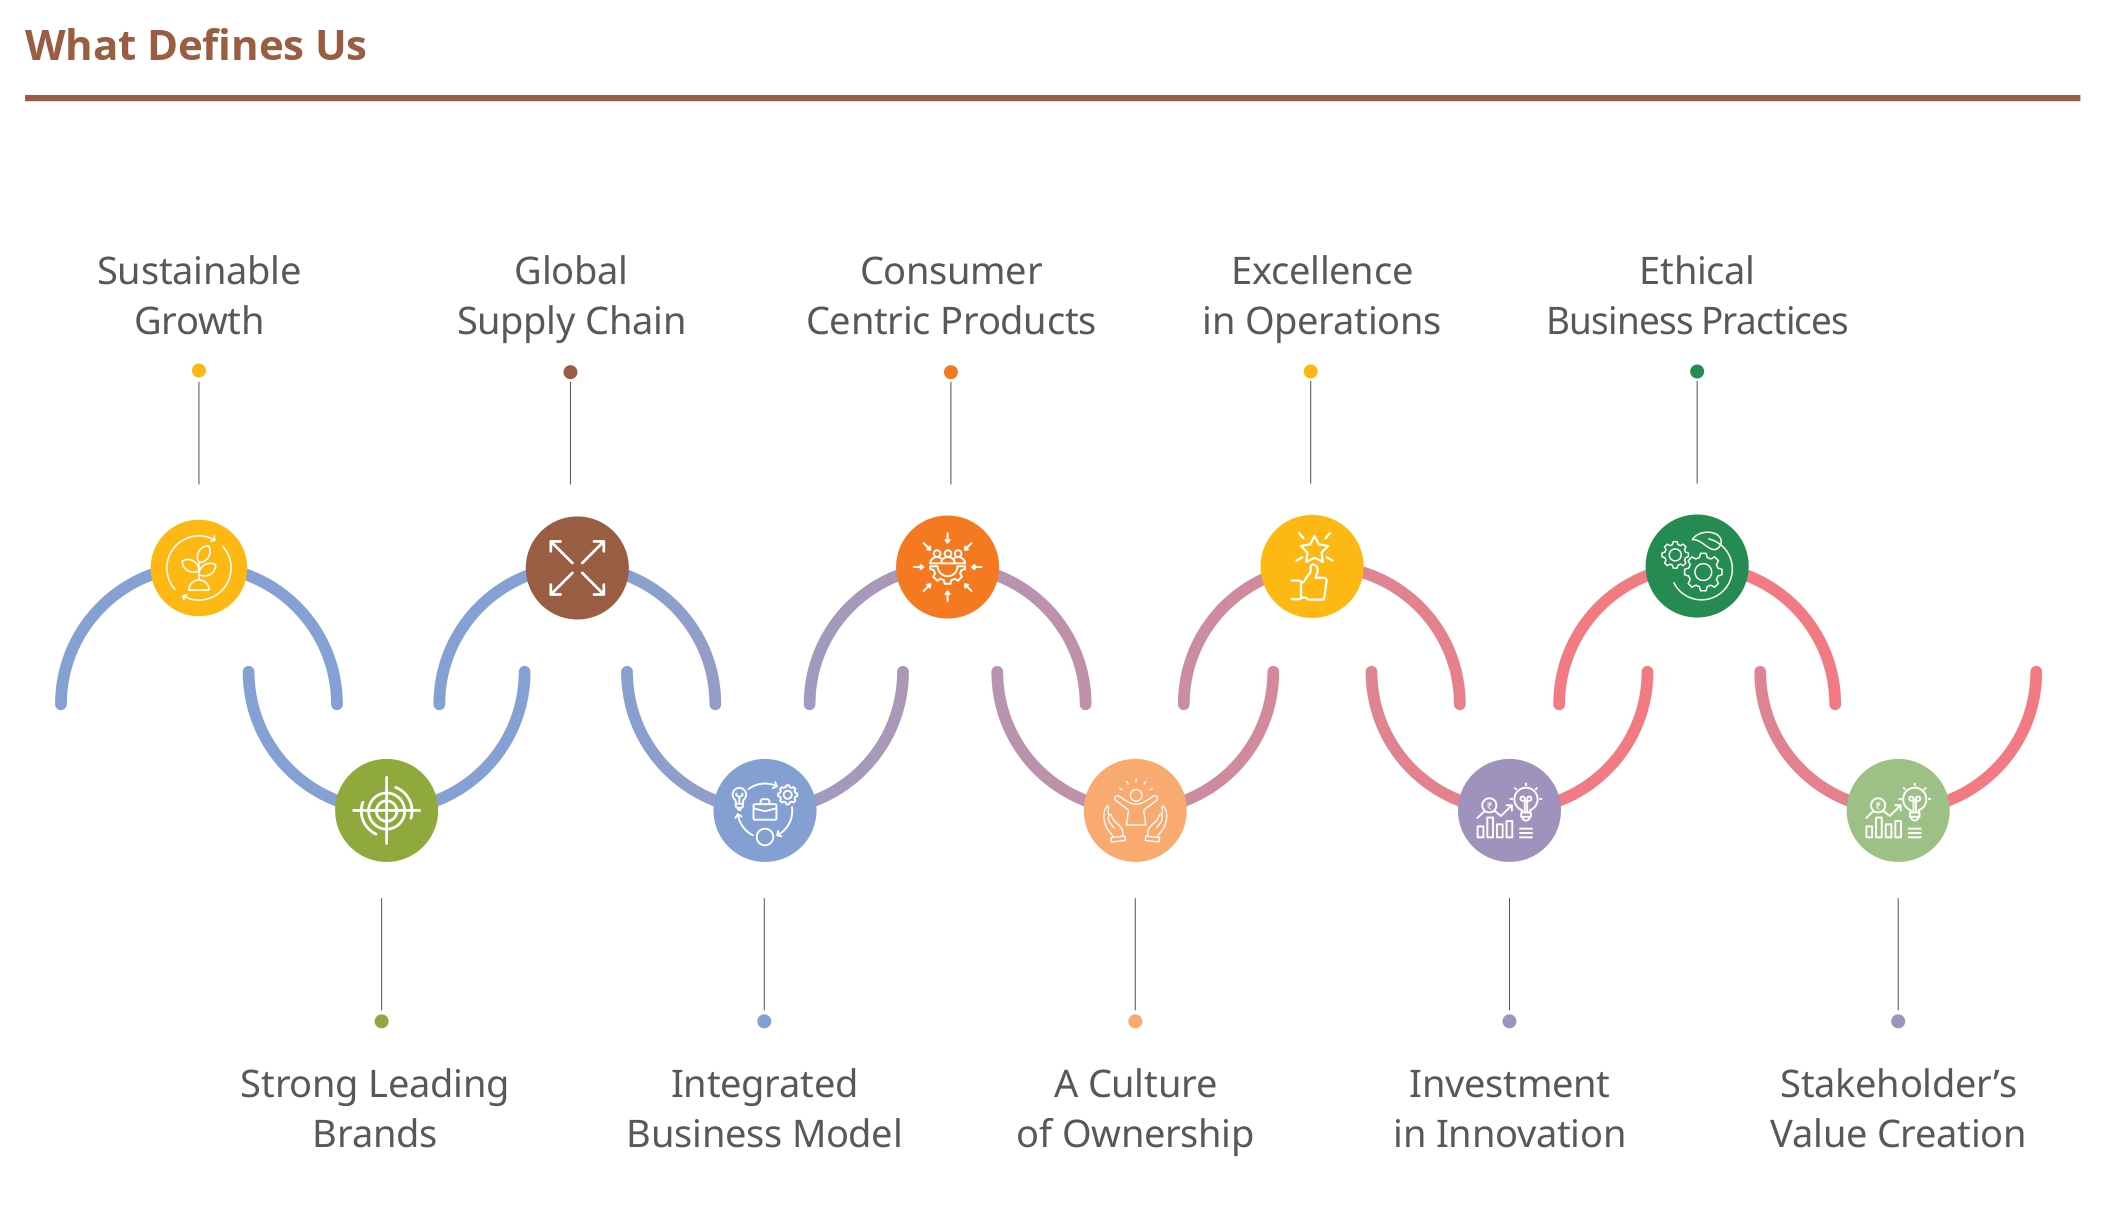 What Defines Us
Sustainable
Growth
Global
Supply Chain
Consumer
Centric Products
Excellence
in Operations
Ethical
Business Practices
Strong Leading
Brands
Integrated
Business Model
A Culture
of Ownership
Investment
in Innovation
Stakeholder’s
Value Creation